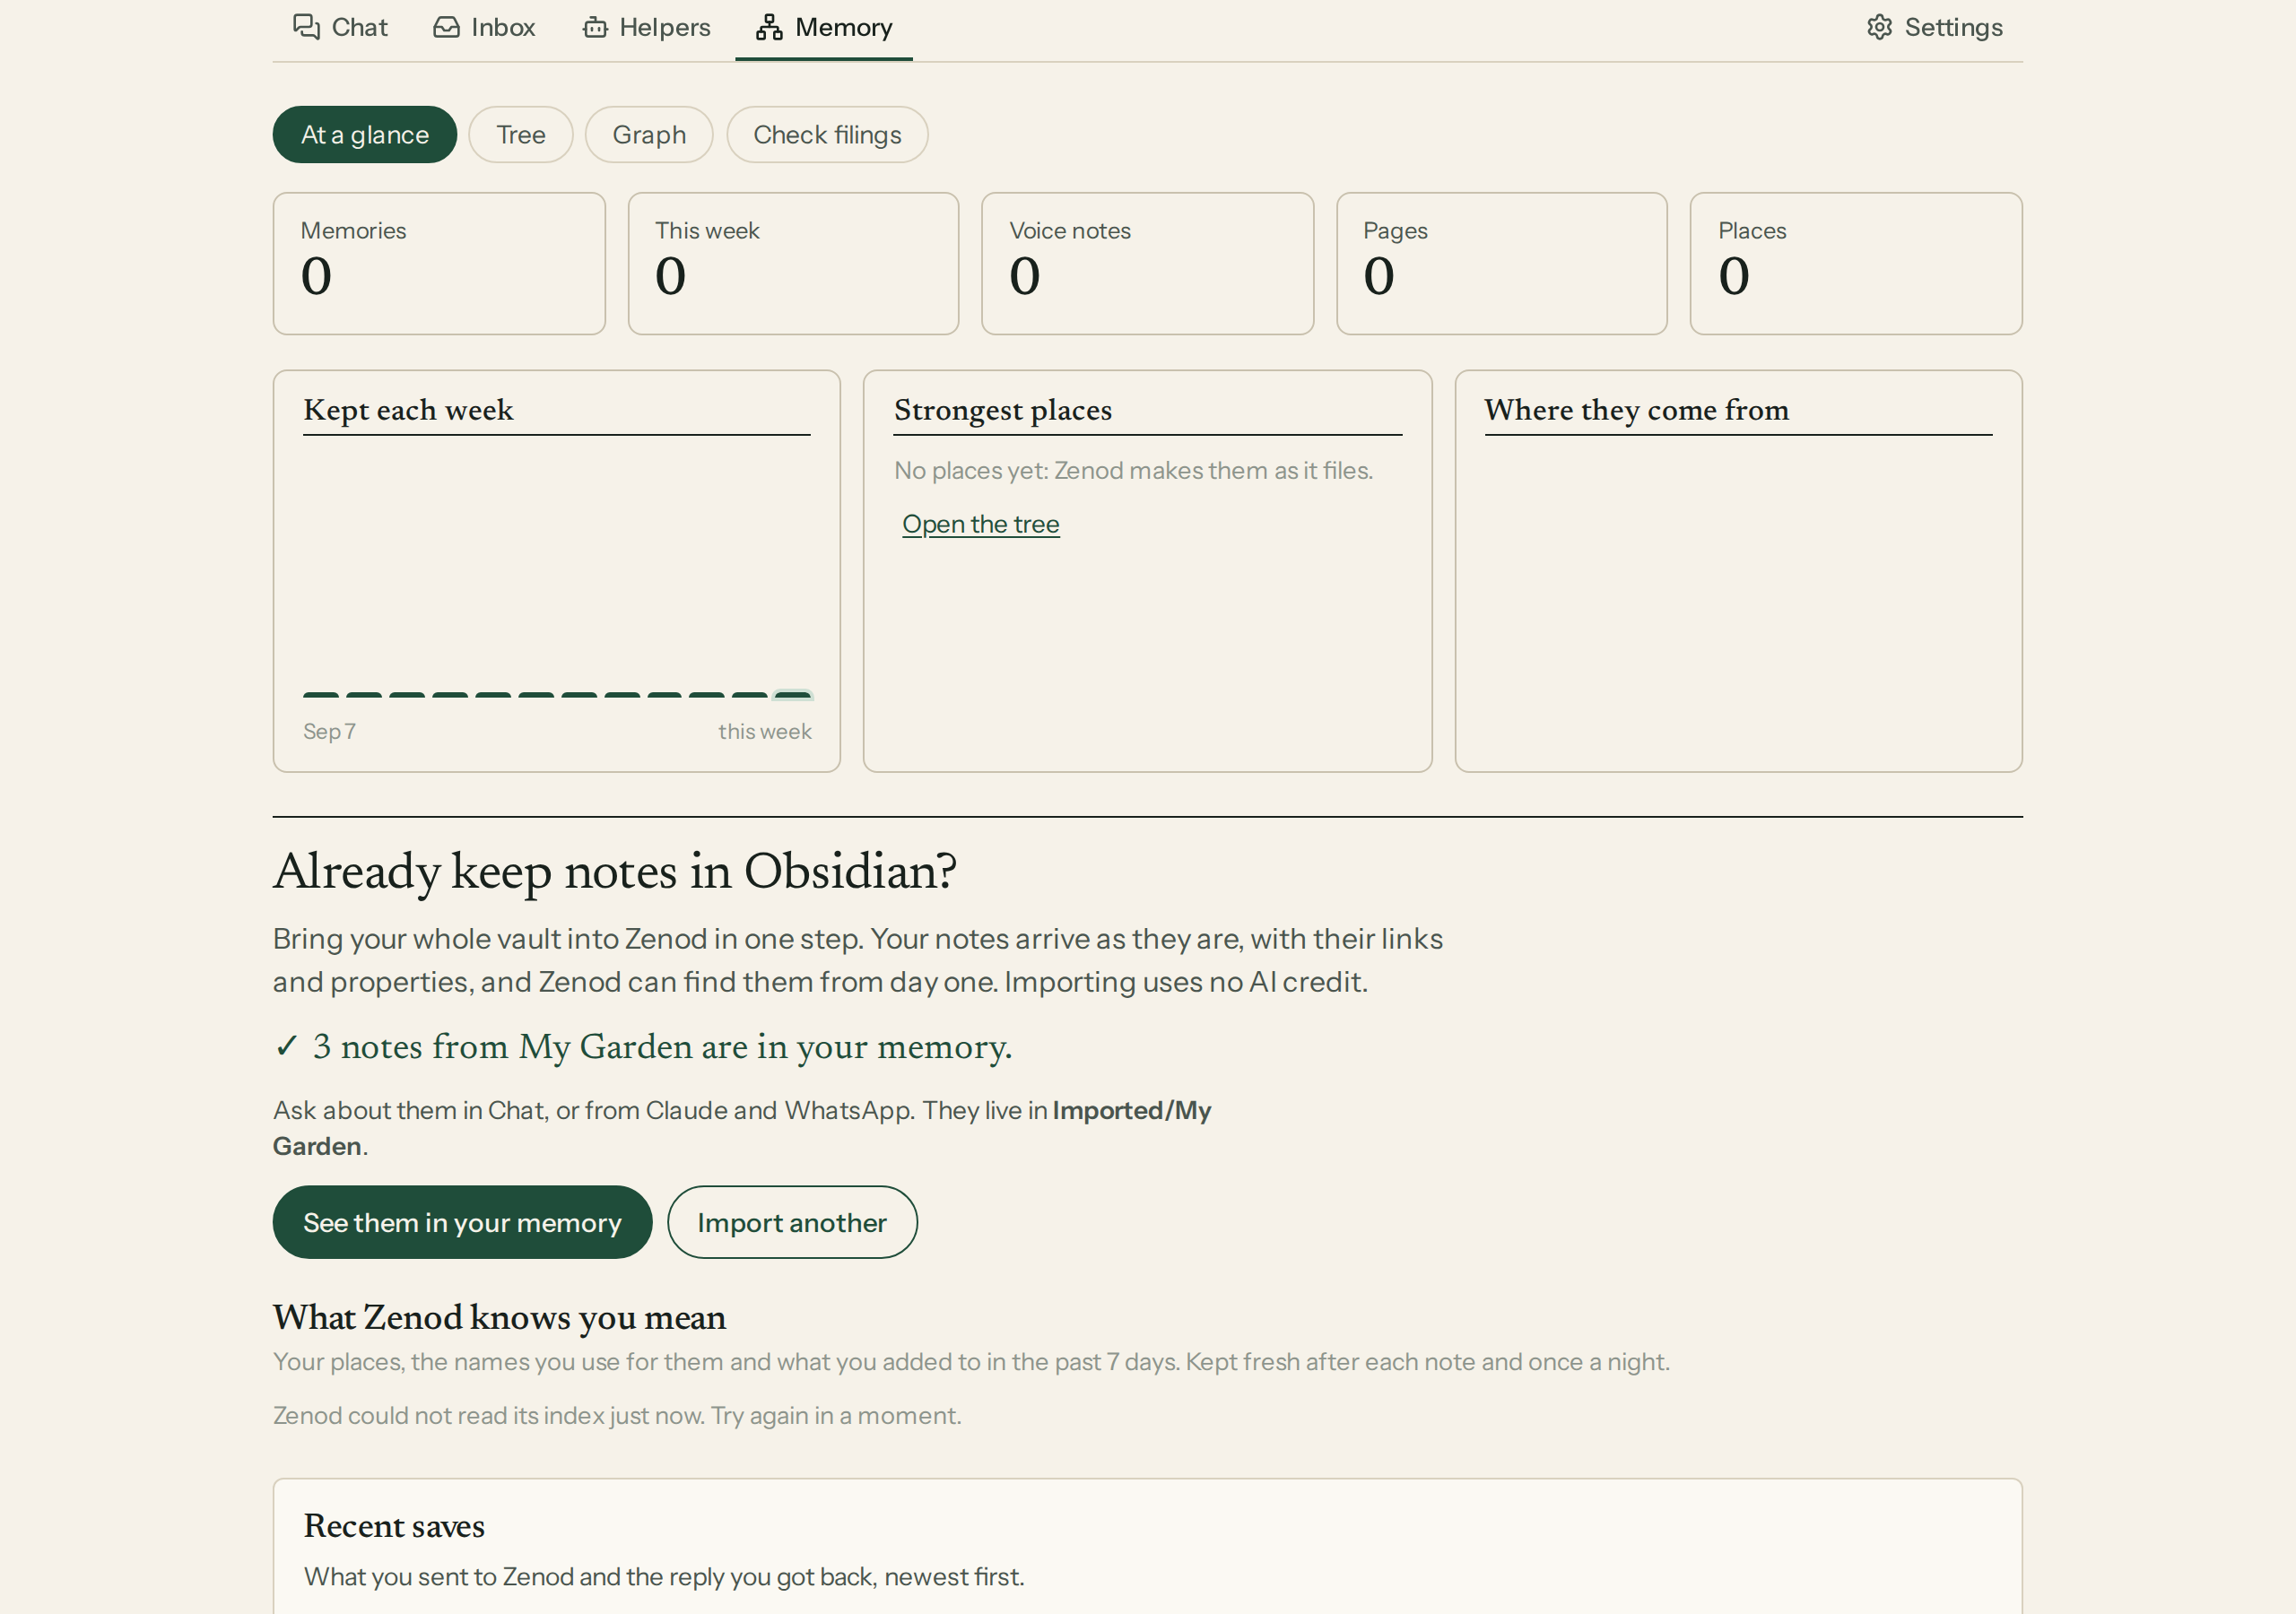 Chat
Inbox
Helpers
Memory
Settings
At a glance
Tree
Graph
Check filings
Memories
0
This week
0
Voice notes
0
Pages
0
Places
0
Kept each week
Sep 7
this week
Strongest places
No places yet: Zenod makes them as it files.
Open the tree
Where they come from
Already keep notes in Obsidian?
Bring your whole vault into Zenod in one step. Your notes arrive as they are, with their links
and properties, and Zenod can find them from day one. Importing uses no AI credit.
✓ 3 notes from My Garden are in your memory.
Ask about them in Chat, or from Claude and WhatsApp. They live in Imported/My
Garden.
See them in your memory
Import another
What Zenod knows you mean
Your places, the names you use for them and what you added to in the past 7 days. Kept fresh after each note and once a night.
Zenod could not read its index just now. Try again in a moment.
Recent saves
What you sent to Zenod and the reply you got back, newest first.